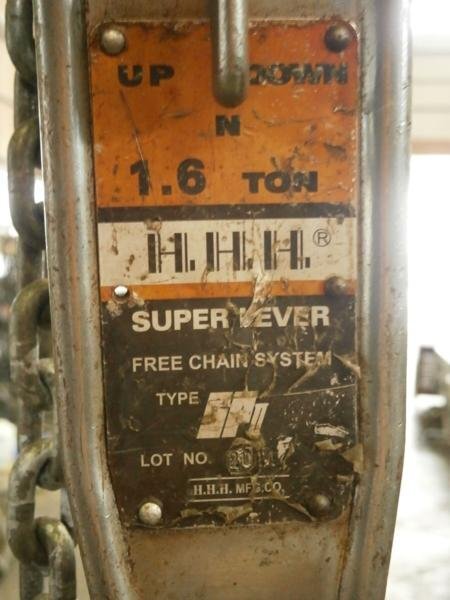 UP DOWN
N
1.6 TON
H.H.H.®
SUPER LEVER
FREE CHAIN SYSTEM
TYPE
LOT NO
H.H.H. MFG.CO.